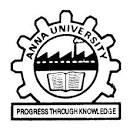 ANNA UNIVERSITY
PROGRESS THROUGH KNOWLEDGE